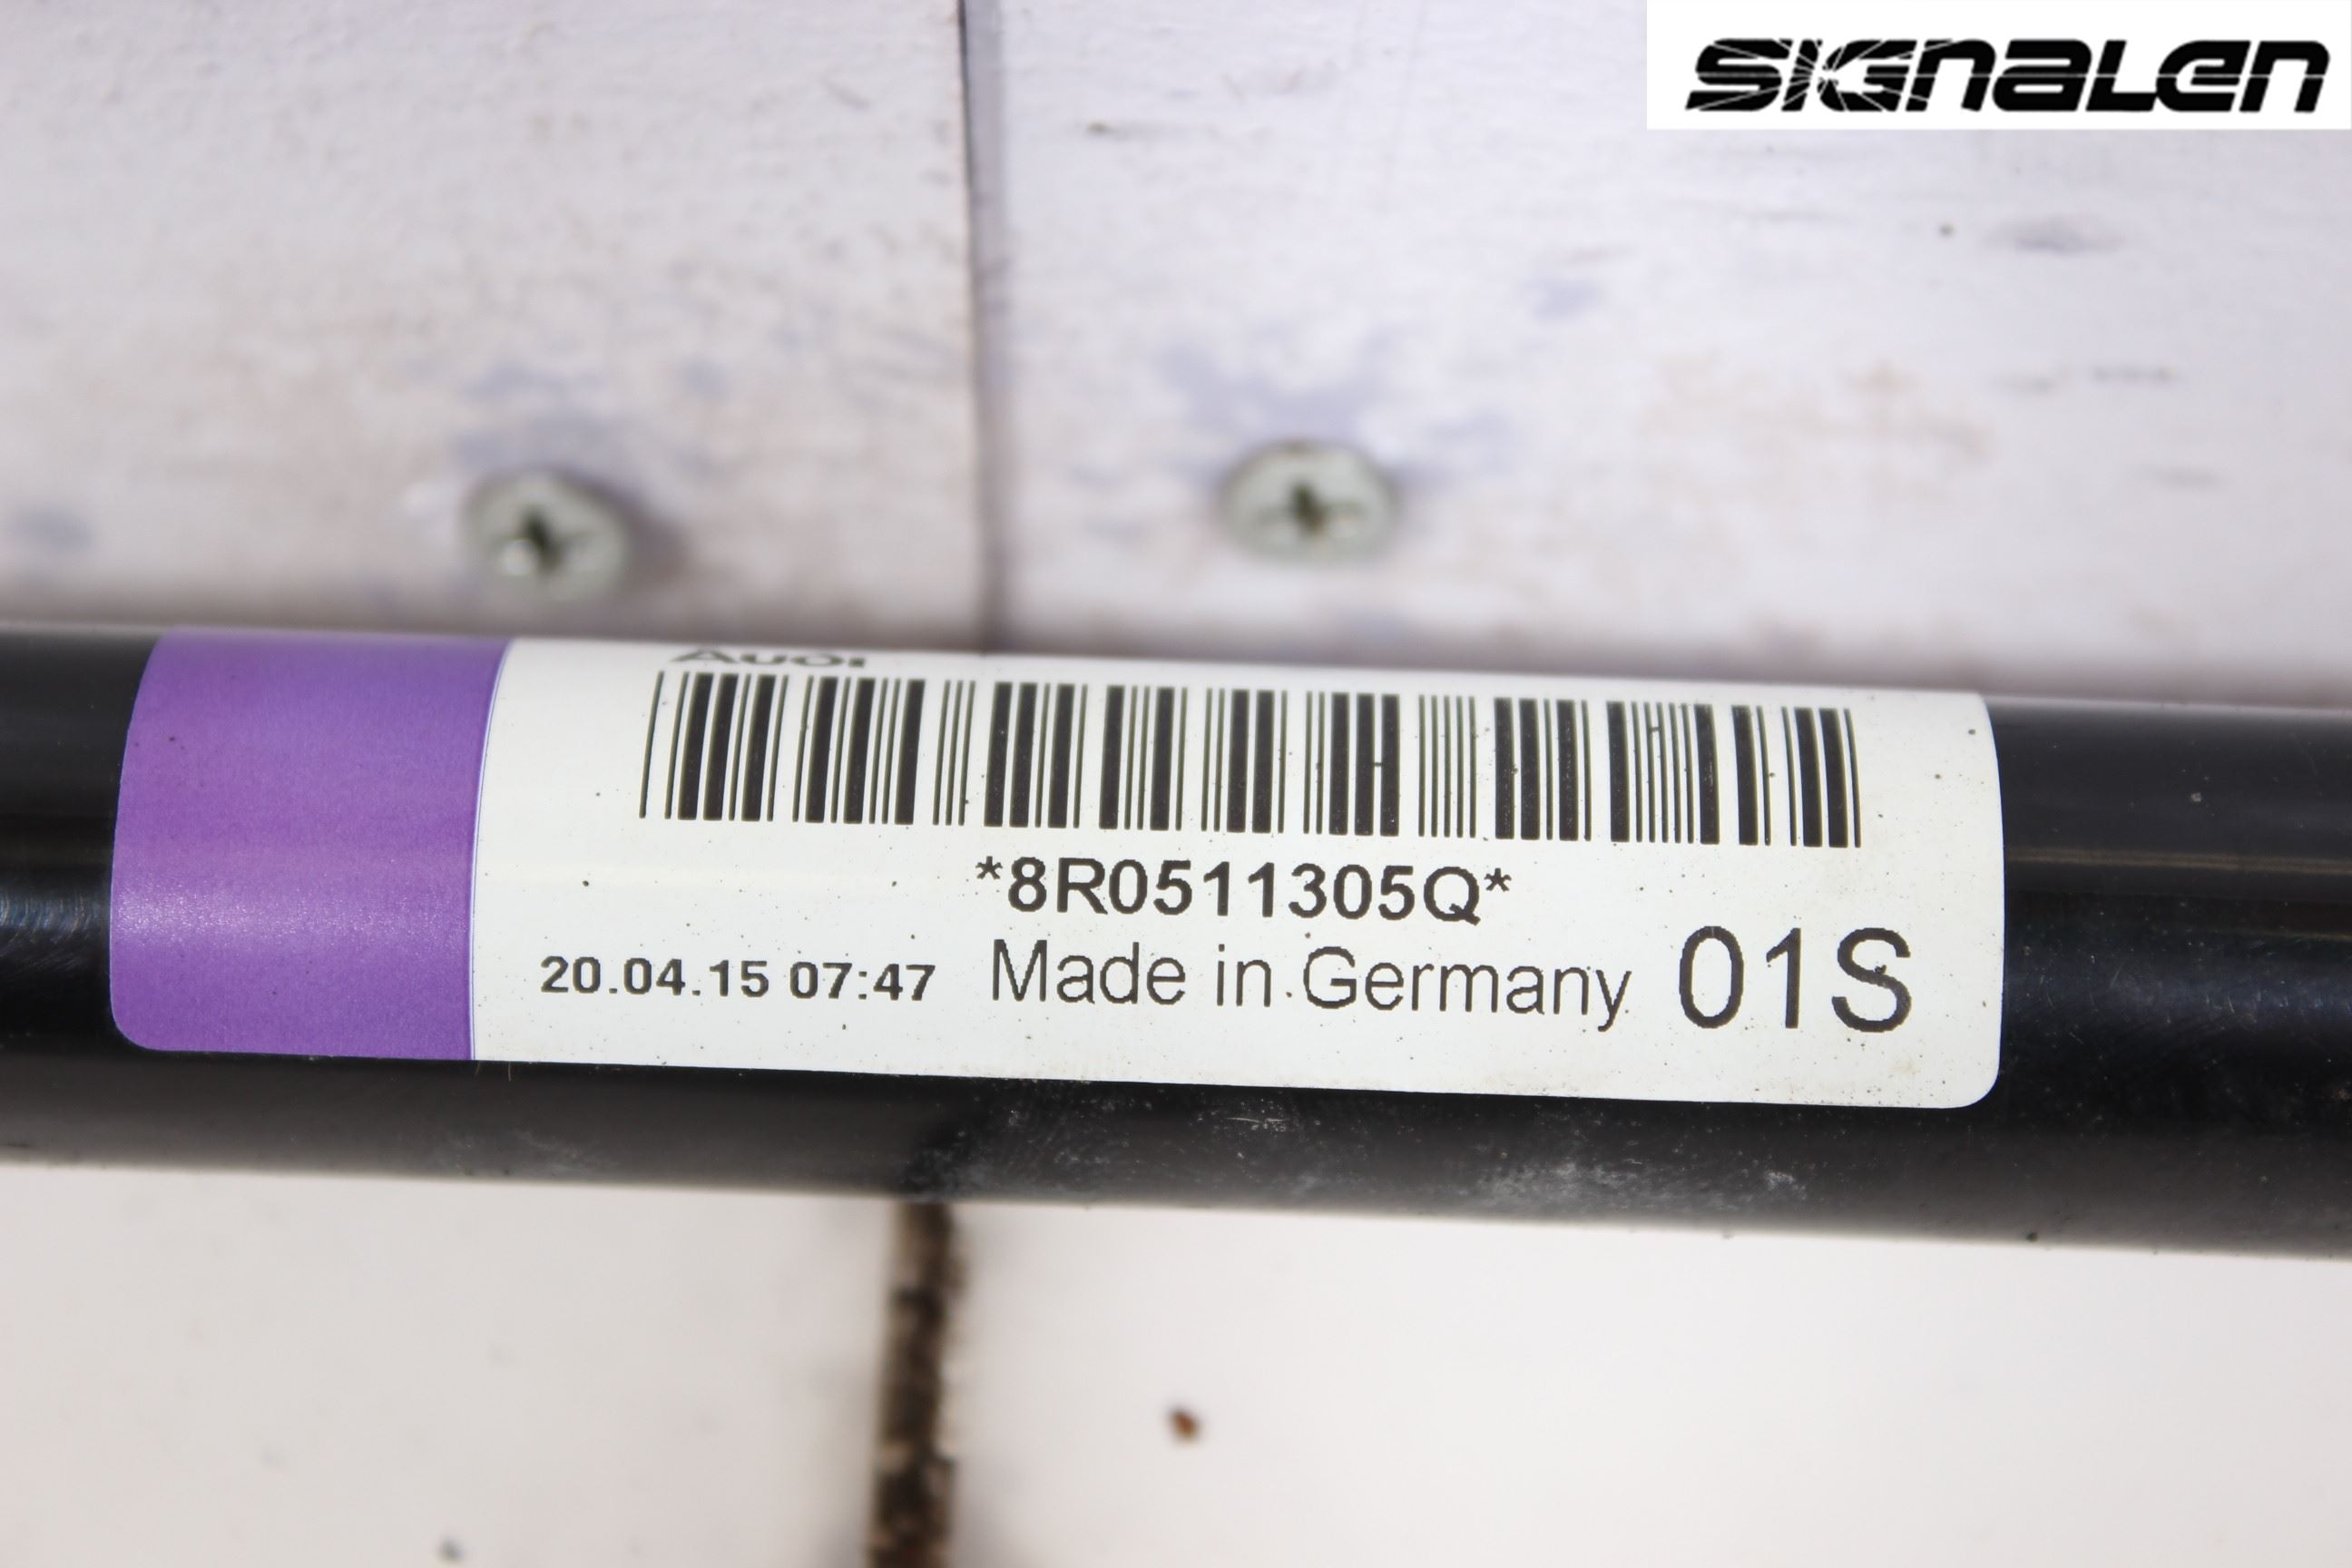 SIGNALEN
Audi
*8R0511305Q*
20.04.15 07:47 Made in Germany 01S